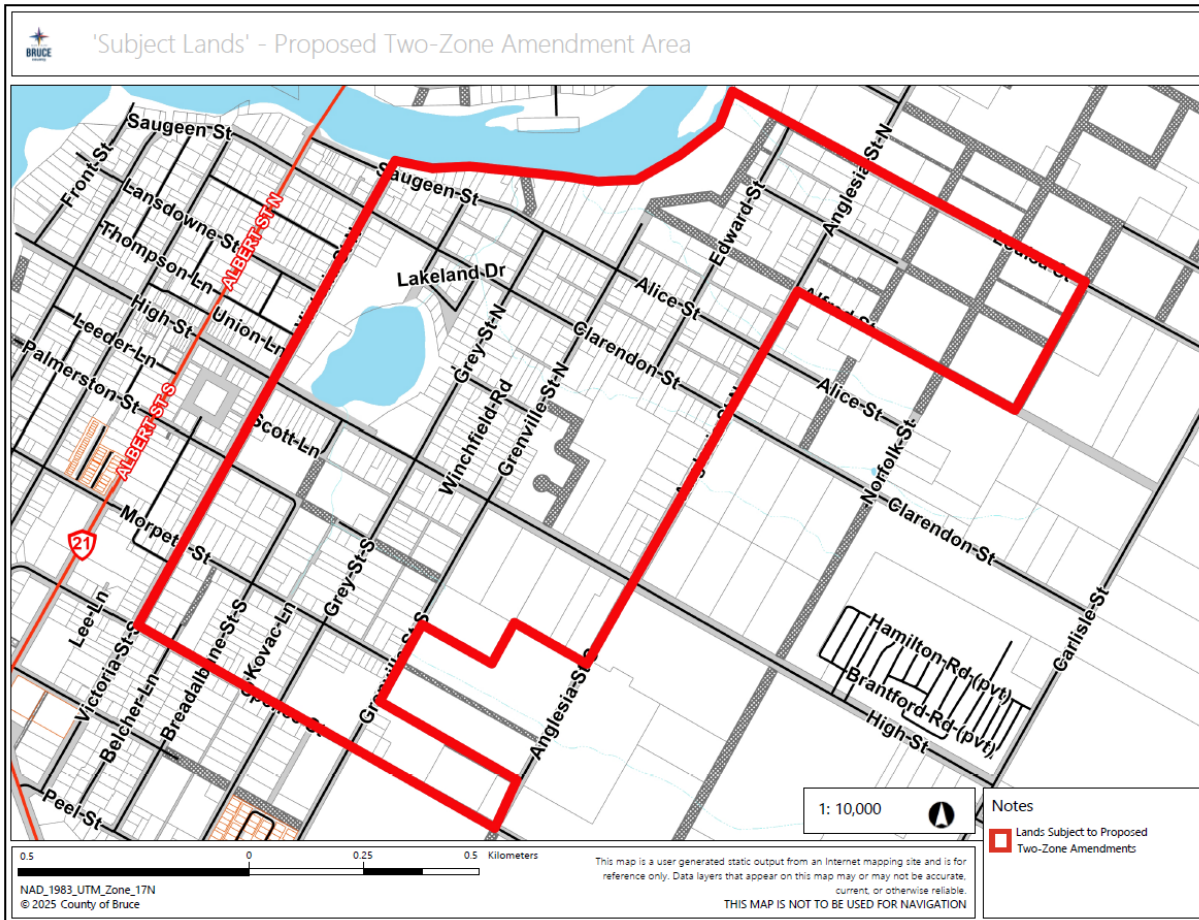 BRUCE
county
'Subject Lands' - Proposed Two-Zone Amendment Area
Saugeen St
Front St
Lansdowne St
Thompson Ln
High St
Leeder Ln
Palmerston St
Union Ln
ALBERT ST N
ALBERT ST S
Saugeen St
Lakeland Dr
Scott Ln
Grey St N
Winchfield Rd
Grenville St N
Alice St
Clarendon St
Edward St
Anglesia St N
Louisa St
Alfred St
Alice St
Norfolk St
Clarendon St
Carlisle St
Hamilton Rd (pvt)
Brantford Rd (pvt)
High St
21
Morpeth St
Lee Ln
Victoria St S
Belcher Ln
Breadalbane St S
Kovac Ln
Grey St S
Spence St
Grenville St S
Anglesia St S
Peel St
1: 10,000
Notes
Lands Subject to Proposed
Two-Zone Amendments
0.5 0 0.25 0.5 Kilometers
NAD_1983_UTM_Zone_17N
© 2025 County of Bruce
This map is a user generated static output from an Internet mapping site and is for
reference only. Data layers that appear on this map may or may not be accurate,
current, or otherwise reliable.
THIS MAP IS NOT TO BE USED FOR NAVIGATION